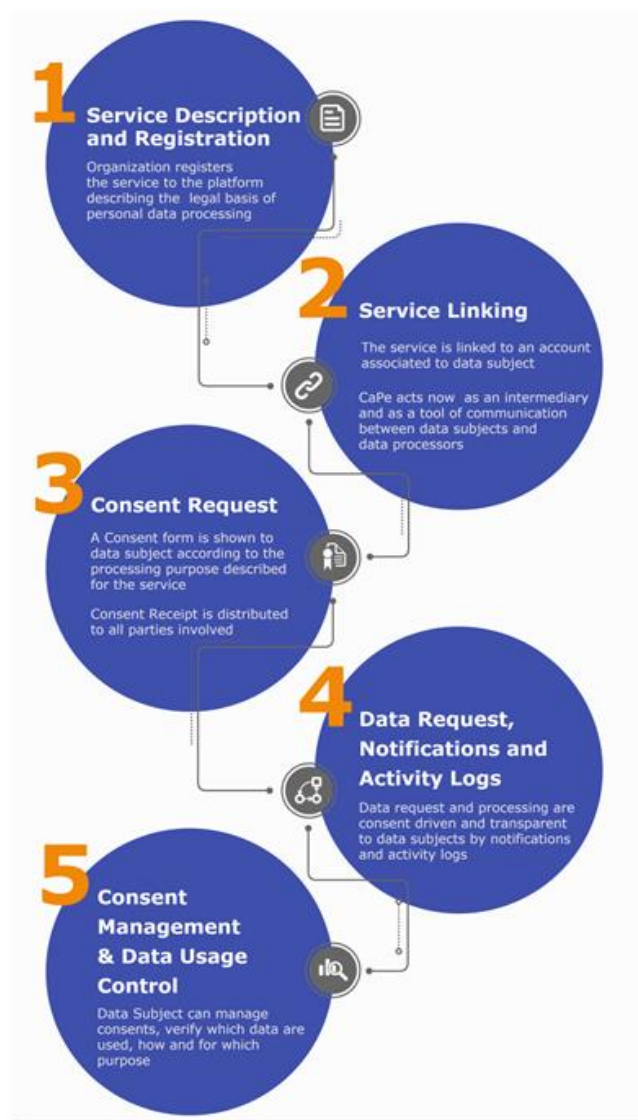 1
Service Description
and Registration
Organization registers
the service to the platform
describing the legal basis of
personal data processing
2
Service Linking
The service is linked to an account
associated to data subject
CaPe acts now as an intermediary
and as a tool of communication
between data subjects and
data processors
3
Consent Request
A Consent form is shown to
data subject according to the
processing purpose described
for the service
Consent Receipt is distributed
to all parties involved
4
Data Request,
Notifications and
Activity Logs
Data request and processing are
consent driven and transparent
to data subjects by notifications
and activity logs
5
Consent
Management
& Data Usage
Control
Data Subject can manage
consents, verify which data are
used, how and for which
purpose